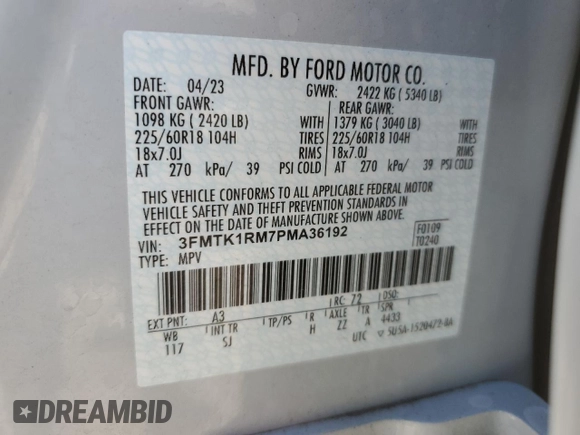 MFD. BY FORD MOTOR CO.
DATE: 04/23 GVWR: 2422 KG ( 5340 LB)
FRONT GAWR: REAR GAWR:
1098 KG ( 2420 LB) WITH 1379 KG ( 3040 LB) WITH
225/60R18 104H TIRES 225/60R18 104H TIRES
18x7.0J RIMS 18x7.0J RIMS
AT 270 kPa/ 39 PSI COLD AT 270 kPa/ 39 PSI COLD
THIS VEHICLE CONFORMS TO ALL APPLICABLE FEDERAL MOTOR
VEHICLE SAFETY AND THEFT PREVENTION STANDARDS IN
EFFECT ON THE DATE OF MANUFACTURE SHOWN ABOVE.
VIN: 3FMTK1RM7PMA36192 F0109
TYPE: MPV T0240
EXT PNT: A3 RC: 72 DSO:
WB INT TR TP/PS R AXLE TR SPR
117 SJ H ZZ A 4433
UTC
DREAMBID